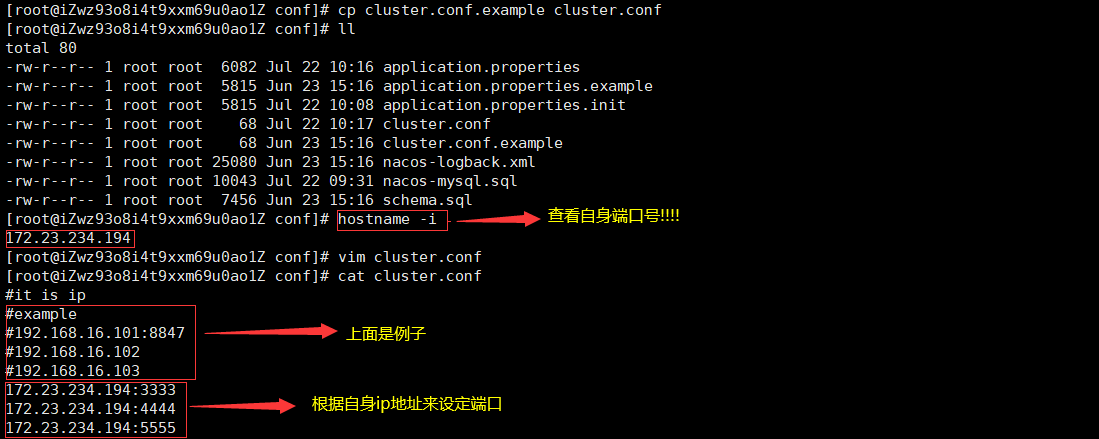 [root@iZwz93o8i4t9xxm69u0ao1Z conf]# cp cluster.conf.example cluster.conf
[root@iZwz93o8i4t9xxm69u0ao1Z conf]# ll
total 80
-rw-r--r-- 1 root root  6082 Jul 22 10:16 application.properties
-rw-r--r-- 1 root root  5815 Jun 23 15:16 application.properties.example
-rw-r--r-- 1 root root  5815 Jul 22 10:08 application.properties.init
-rw-r--r-- 1 root root    68 Jul 22 10:17 cluster.conf
-rw-r--r-- 1 root root    68 Jun 23 15:16 cluster.conf.example
-rw-r--r-- 1 root root 25080 Jun 23 15:16 nacos-logback.xml
-rw-r--r-- 1 root root 10043 Jul 22 09:31 nacos-mysql.sql
-rw-r--r-- 1 root root  7456 Jun 23 15:16 schema.sql
[root@iZwz93o8i4t9xxm69u0ao1Z conf]# hostname -i 查看自身端口号!!!!
172.23.234.194
[root@iZwz93o8i4t9xxm69u0ao1Z conf]# vim cluster.conf
[root@iZwz93o8i4t9xxm69u0ao1Z conf]# cat cluster.conf
#it is ip
#example
#192.168.16.101:8847 上面是例子
#192.168.16.102
#192.168.16.103
172.23.234.194:3333
172.23.234.194:4444 根据自身ip地址来设定端口
172.23.234.194:5555